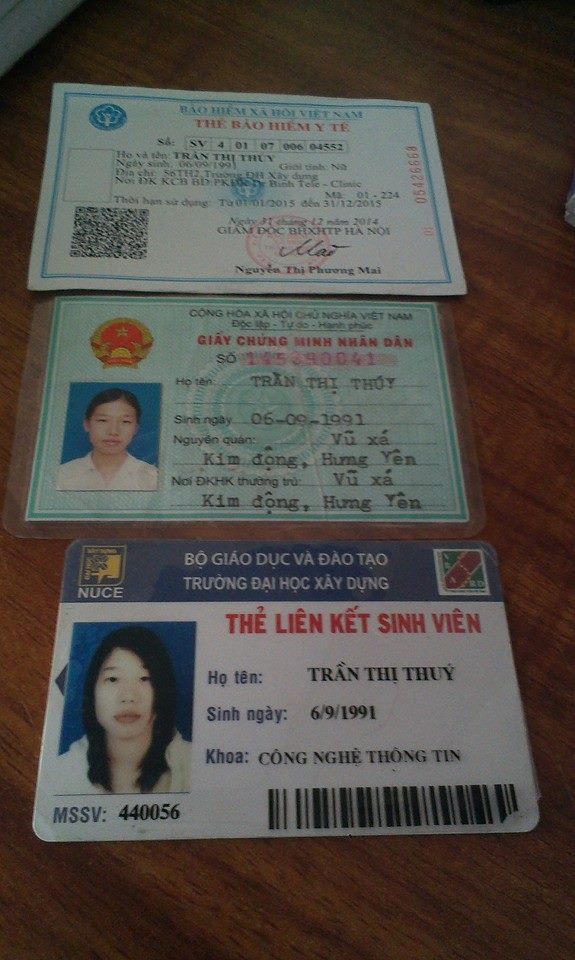 BẢO HIỂM XÃ HỘI VIỆT NAM
THẺ BẢO HIỂM Y TẾ
Số: SV 4 01 07 006 04552
Họ và tên: TRẦN THỊ THUÝ
Ngày sinh: 06/09/1991 Giới tính: Nữ
Địa chỉ: 56TH2 Trường ĐH Xây dựng
Nơi ĐK KCB BĐ: Clinic
Mã: 01 - 224
Thời hạn sử dụng: Từ 01/01/2015 đến 31/12/2015
Ngày 31 tháng 12 năm 2014
GIÁM ĐỐC BHXHTP HÀ NỘI
Nguyễn Thị Phương Mai
CỘNG HÒA XÃ HỘI CHỦ NGHĨA VIỆT NAM
Độc lập - Tự do - Hạnh phúc
GIẤY CHỨNG MINH NHÂN DÂN
SỐ
Họ tên: TRẦN THỊ THÚY
Sinh ngày 06-09-1991
Nguyên quán: Vũ xá
Kim động, Hưng Yên
Nơi ĐKHK thường trú: Vũ xá
Kim động, Hưng Yên
NUCE
BỘ GIÁO DỤC VÀ ĐÀO TẠO
TRƯỜNG ĐẠI HỌC XÂY DỰNG
THẺ LIÊN KẾT SINH VIÊN
Họ tên: TRẦN THỊ THUÝ
Sinh ngày: 6/9/1991
Khoa: CÔNG NGHỆ THÔNG TIN
MSSV: 440056